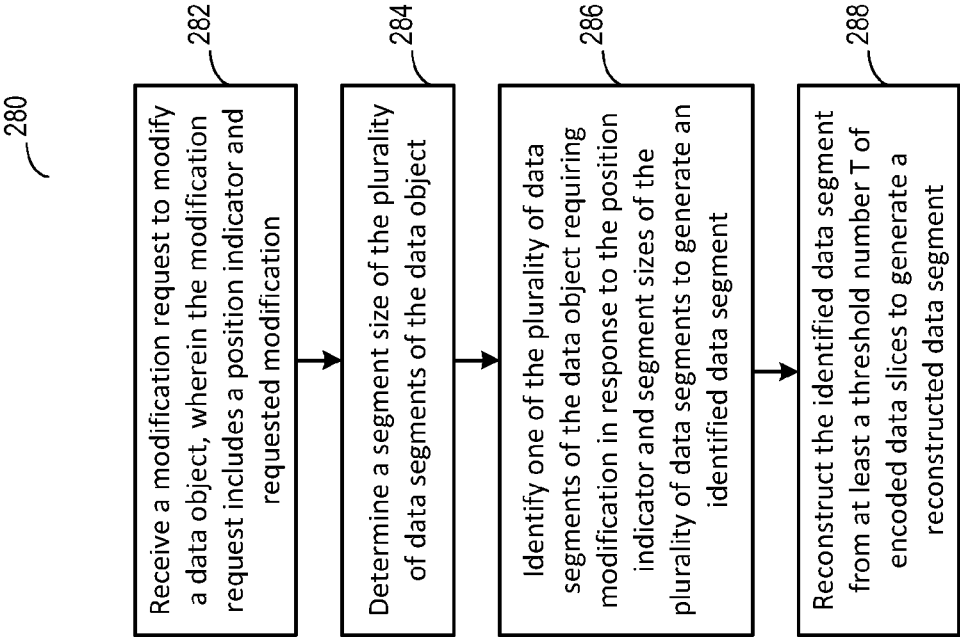 280
282
Receive a modification request to modify
a data object, wherein the modification
request includes a position indicator and
requested modification
284
Determine a segment size of the plurality
of data segments of the data object
286
Identify one of the plurality of data
segments of the data object requiring
modification in response to the position
indicator and segment sizes of the
plurality of data segments to generate an
identified data segment
288
Reconstruct the identified data segment
from at least a threshold number T of
encoded data slices to generate a
reconstructed data segment